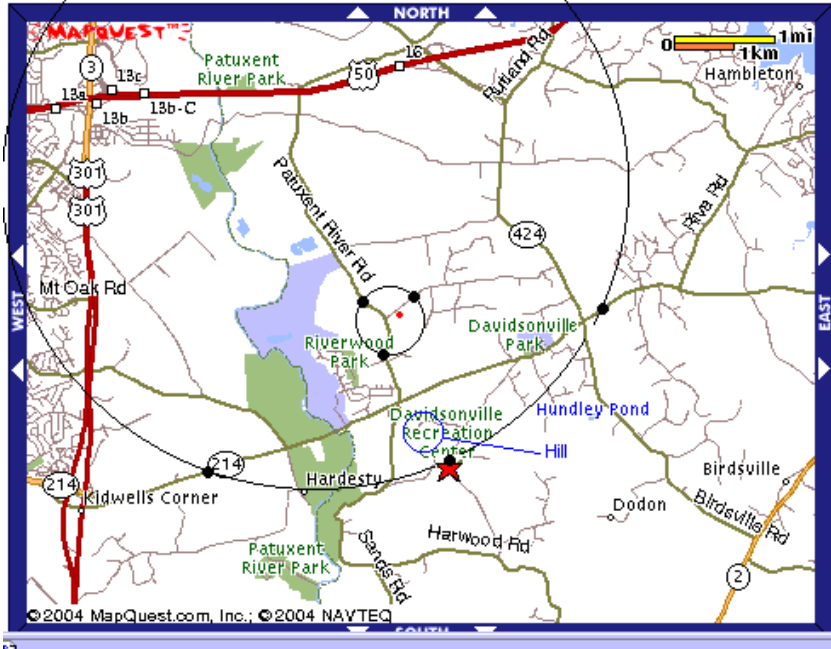 NORTH
MAPQUEST™
16
Rutland Rd
0
1mi
1km
Patuxent
River Park
50
Hambleton
3
13c
13a
13b-C
13b
301
301
Patuxent River Rd
Riva Rd
424
Mt Oak Rd
WEST
EAST
Riverwood
Park
Davidsonville
Park
Davidsonville
Recreation
Center
Hundley Pond
Hill
214
214
Hardesty
Kidwells Corner
Birdsville
Dodon
Birdsville Rd
Harwood Rd
Sands Rd
Patuxent
River Park
2
©2004 MapQuest.com, Inc.; ©2004 NAVTEQ
SOUTH